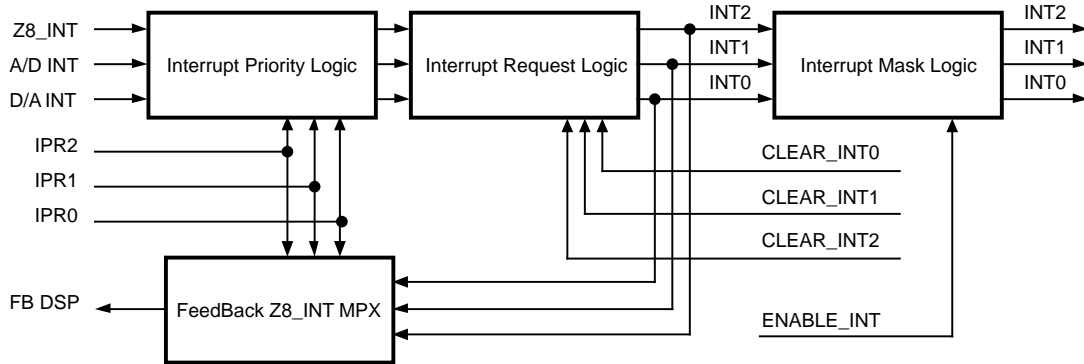 Z8_INT
A/D INT
D/A INT
IPR2
IPR1
IPR0
FB DSP
Interrupt Priority Logic
Interrupt Request Logic
INT2
INT1
INT0
Interrupt Mask Logic
INT2
INT1
INT0
CLEAR_INT0
CLEAR_INT1
CLEAR_INT2
FeedBack Z8_INT MPX
ENABLE_INT